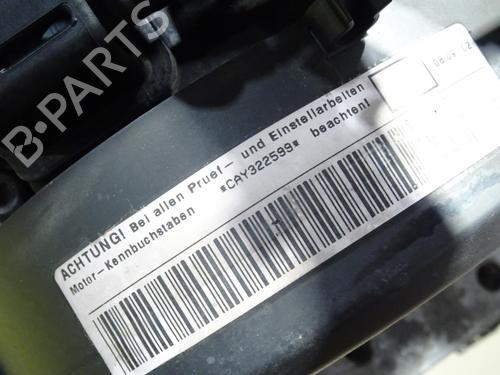 B-PARTS
ACHTUNG! Bei allen Pruef- und Einstellarbeiten
Motor-Kennbuchstaben *CAY322599* beachten!